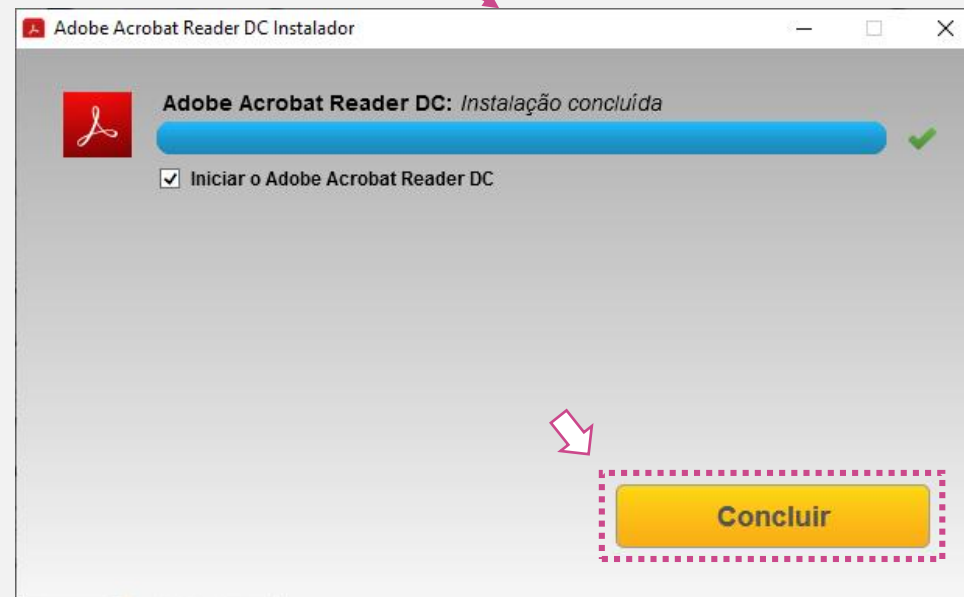 Adobe Acrobat Reader DC Instalador
Adobe Acrobat Reader DC: Instalação concluída
Iniciar o Adobe Acrobat Reader DC
Concluir